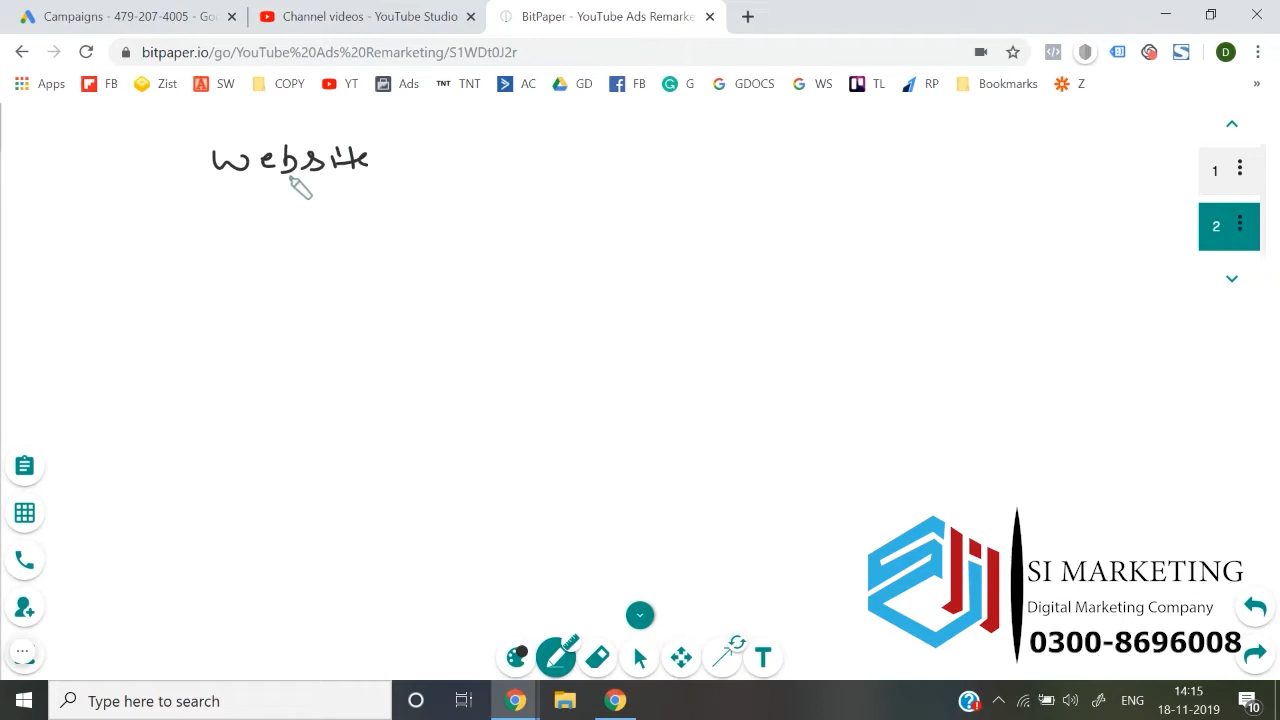 Campaigns - 479-207-4005 - Goo
Channel videos - YouTube Studio
BitPaper - YouTube Ads Remarke
bitpaper.io/go/YouTube%20Ads%20Remarketing/S1WDt0J2r
D
Apps FB Zist SW COPY YT Ads TNT TNT AC GD FB G GDOCS WS TL RP Bookmarks Z »
website
1
2
SI MARKETING
Digital Marketing Company
0300-8696008
T
Type here to search
ENG
14:15
18-11-2019
10